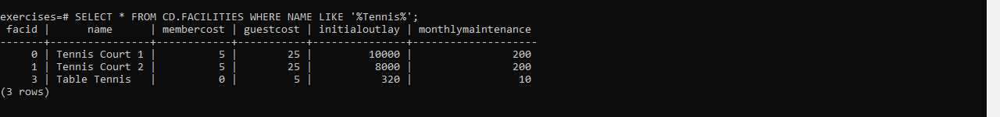 exercises=# SELECT * FROM CD.FACILITIES WHERE NAME LIKE '%Tennis%';
 facid |      name      | membercost | guestcost | initialoutlay | monthlymaintenance
-------+----------------+------------+-----------+---------------+--------------------
     0 | Tennis Court 1 |          5 |        25 |         10000 |                200
     1 | Tennis Court 2 |          5 |        25 |          8000 |                200
     3 | Table Tennis   |          0 |         5 |           320 |                 10
(3 rows)